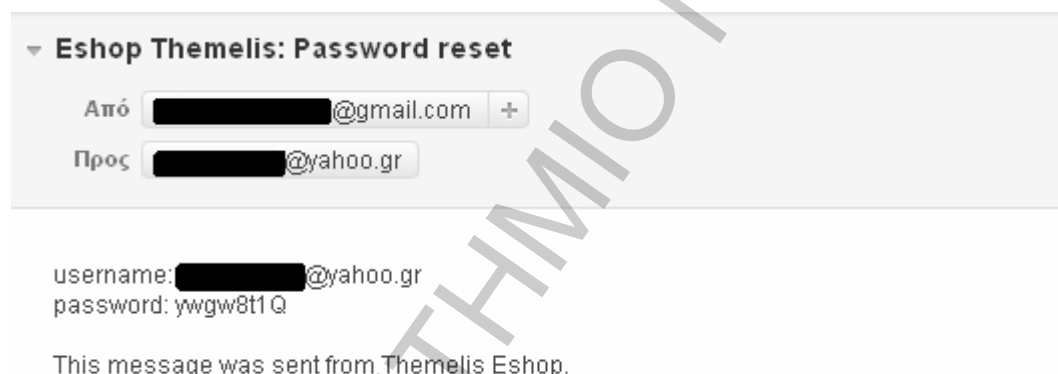 Eshop Themelis: Password reset
Από @gmail.com +
Προς @yahoo.gr
username: @yahoo.gr
password: ywgw8t1Q
This message was sent from Themelis Eshop.
ΤΗΜΙΟ